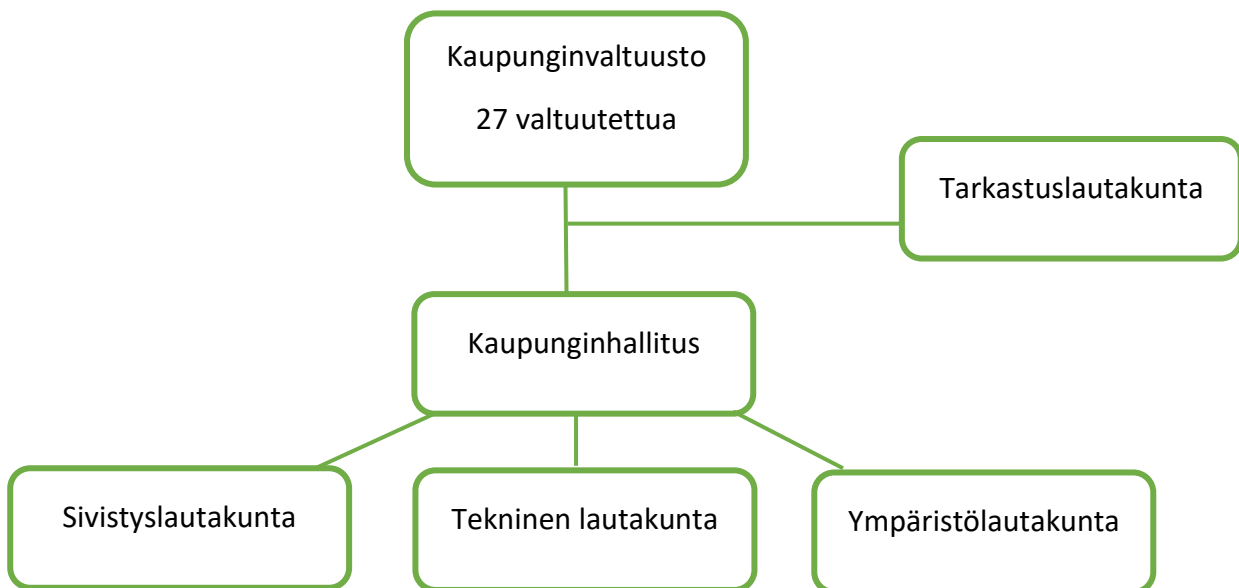 Kaupunginvaltuusto
27 valtuutettua
Tarkastuslautakunta
Kaupunginhallitus
Sivistyslautakunta
Tekninen lautakunta
Ympäristölautakunta